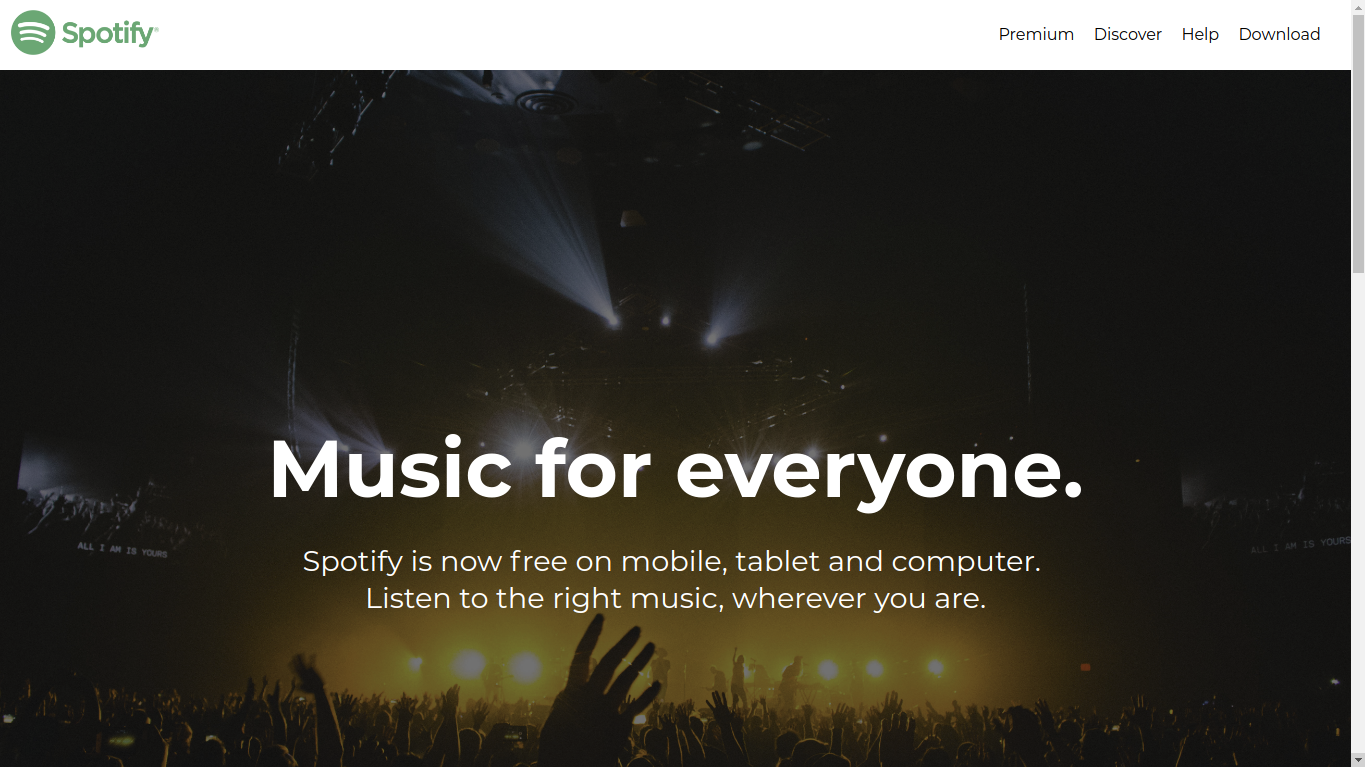 Spotify®
Premium Discover Help Download
Music for everyone.
Spotify is now free on mobile, tablet and computer.
Listen to the right music, wherever you are.
ALL I AM IS YOURS
ALL I AM IS YOURS